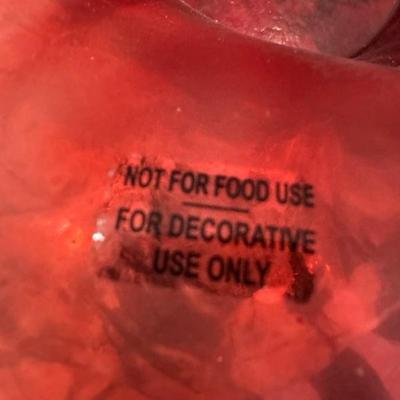 NOT FOR FOOD USE
FOR DECORATIVE
USE ONLY